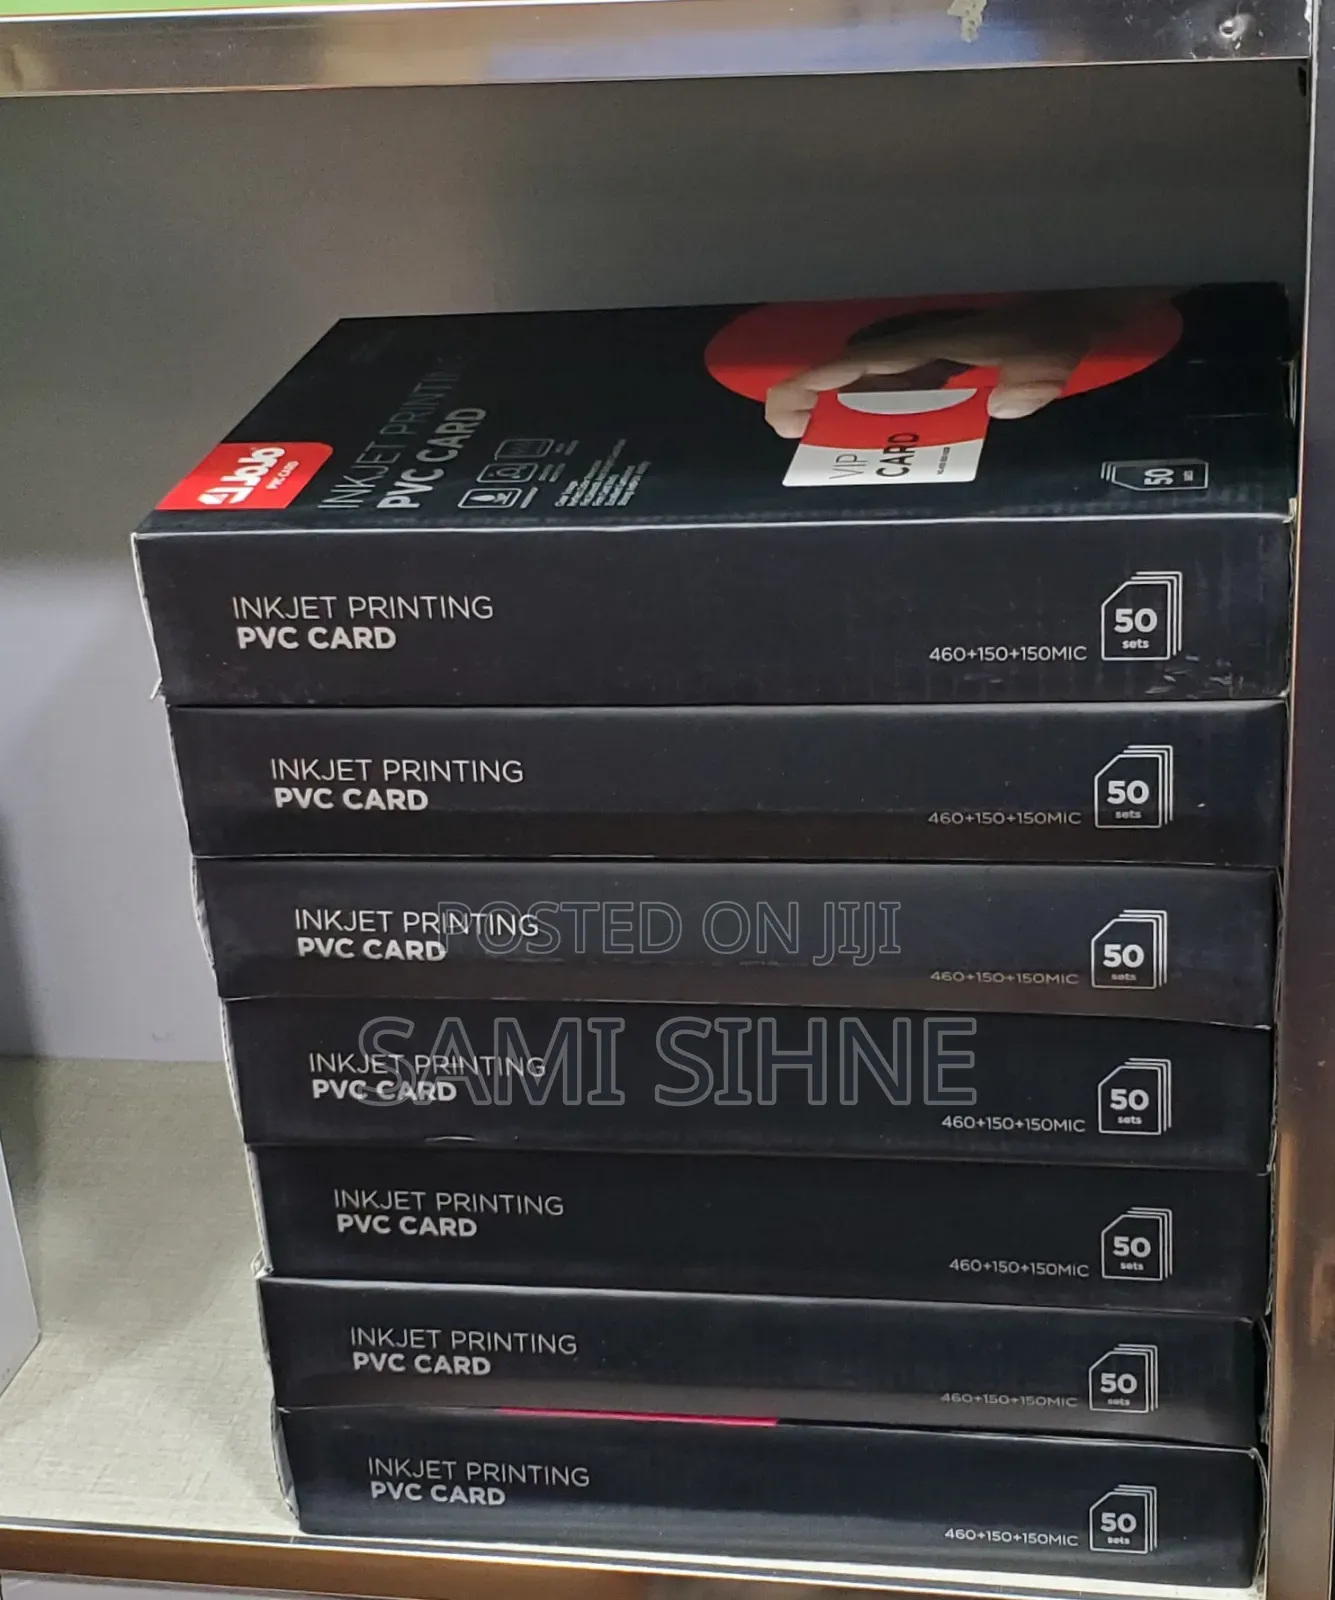 JoJo
PVC CARD
INKJET PRINTING
PVC CARD
VIP
CARD
50
INKJET PRINTING
PVC CARD
460+150+150MIC
50
sets
INKJET PRINTING
PVC CARD
460+150+150MIC
50
sets
INKJET PRINTING
PVC CARD
460+150+150MIC
50
sets
POSTED ON JIJI
SAMI SIHNE
INKJET PRINTING
PVC CARD
460+150+150MIC
50
sets
INKJET PRINTING
PVC CARD
460+150+150MIC
50
sets
INKJET PRINTING
PVC CARD
460+150+150MIC
50
sets
INKJET PRINTING
PVC CARD
460+150+150MIC
50
sets